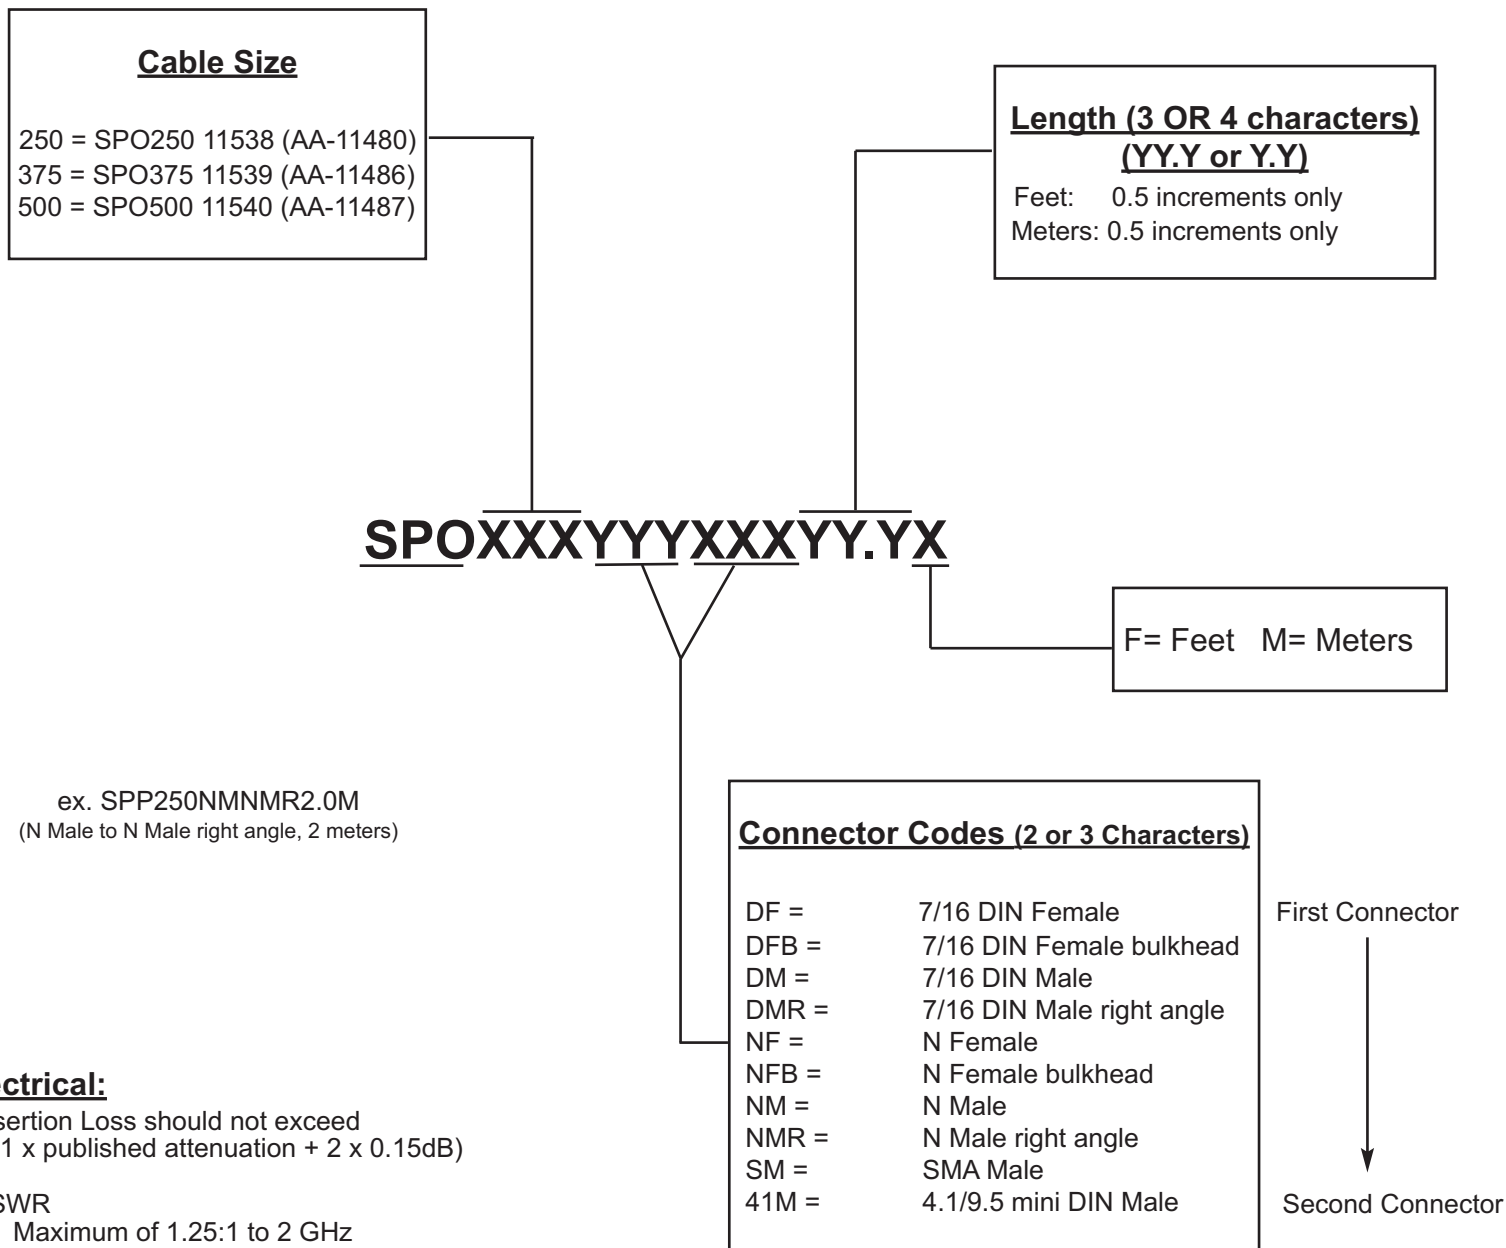 Cable Size
250 = SPO250 11538 (AA-11480)
375 = SPO375 11539 (AA-11486)
500 = SPO500 11540 (AA-11487)
Length (3 OR 4 characters)
(YY.Y or Y.Y)
Feet: 0.5 increments only
Meters: 0.5 increments only
SPOXXXYYYXXXYY.YX
F= Feet M= Meters
ex. SPP250NMNMR2.0M
(N Male to N Male right angle, 2 meters)
Connector Codes (2 or 3 Characters)
DF = 7/16 DIN Female
DFB = 7/16 DIN Female bulkhead
DM = 7/16 DIN Male
DMR = 7/16 DIN Male right angle
NF = N Female
NFB = N Female bulkhead
NM = N Male
NMR = N Male right angle
SM = SMA Male
41M = 4.1/9.5 mini DIN Male
First Connector
Second Connector
ectrical:
sertion Loss should not exceed
1 x published attenuation + 2 x 0.15dB)
SWR
Maximum of 1.25:1 to 2 GHz